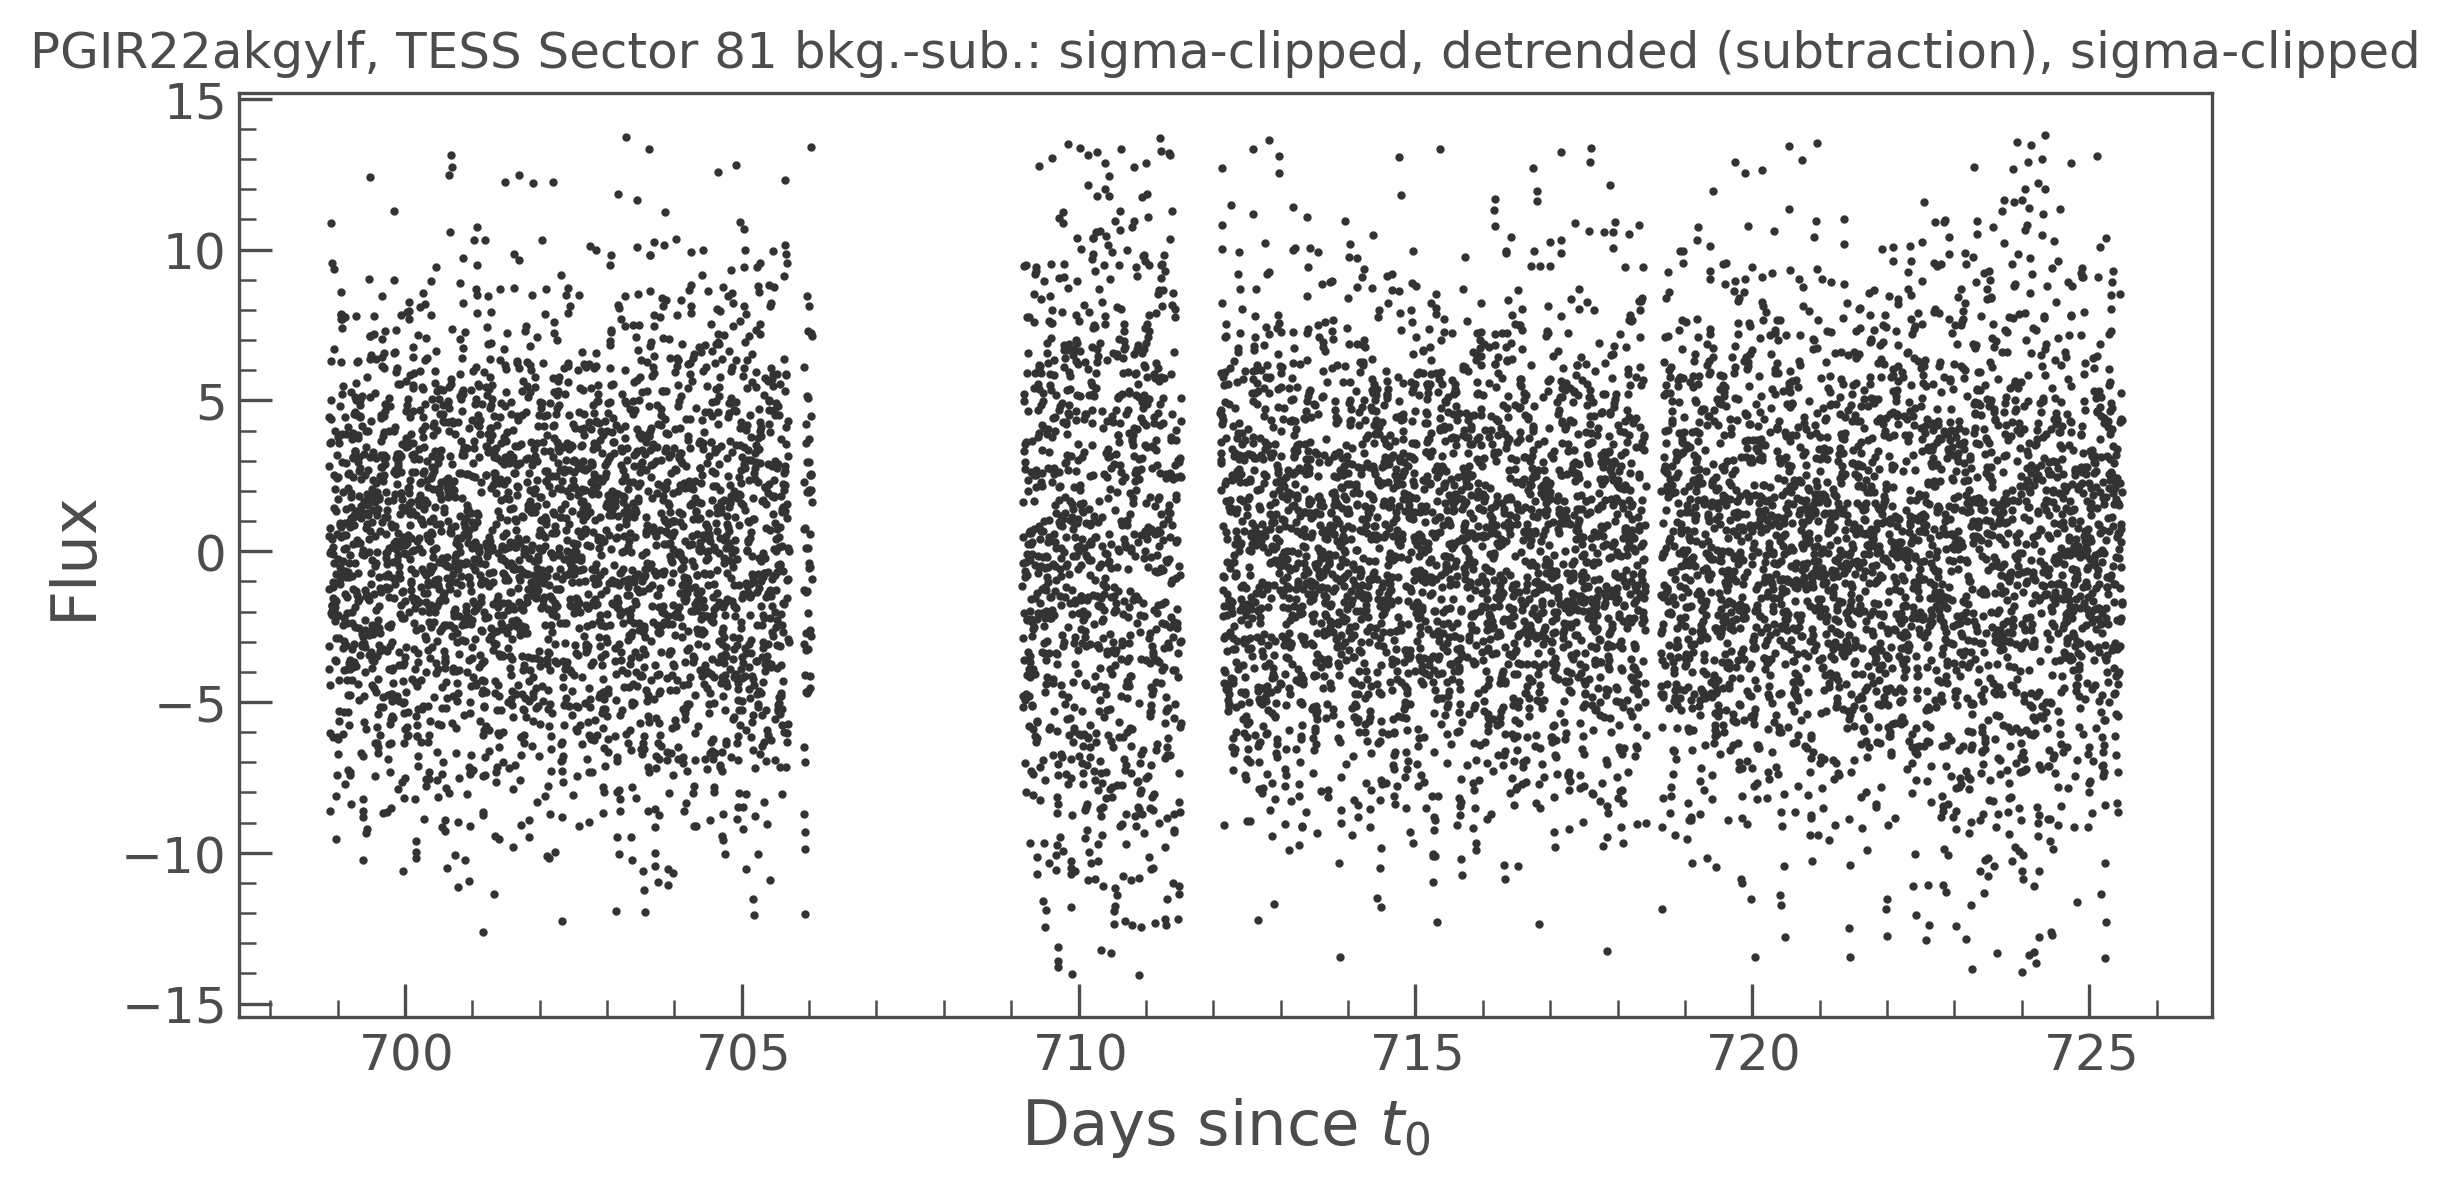 PGIR22akgylf, TESS Sector 81 bkg.-sub.: sigma-clipped, detrended (subtraction), sigma-clipped
15
10
5
0
−5
−10
−15
Flux
700 705 710 715 720 725
Days since t0